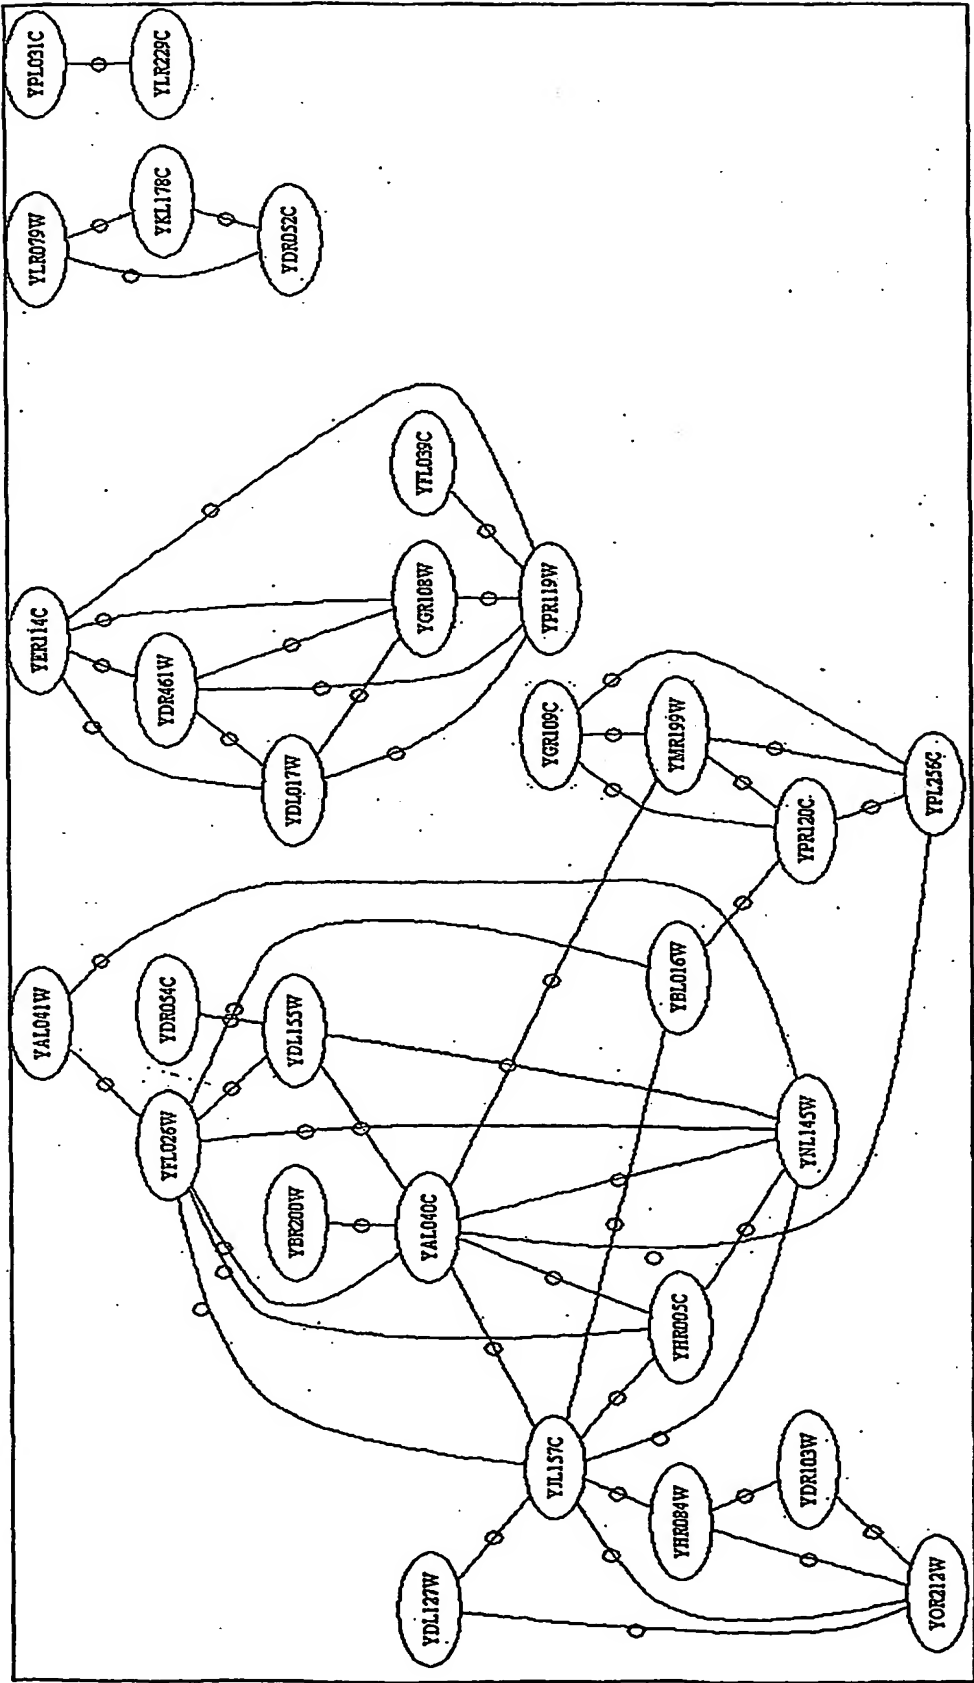 YPL031C
YLR229C
YLR079W
YKL178C
YDR052C
YER114C
YDR461W
YDL017W
YFL039C
YGR108W
YPR119W
YGR109C
YMR199W
YPR120C
YPL256C
YAL041W
YDR054C
YFL026W
YDL155W
YBR200W
YAL040C
YBL016W
YNL145W
YHR005C
YJL157C
YDL127W
YHR084W
YDR103W
YOR212W